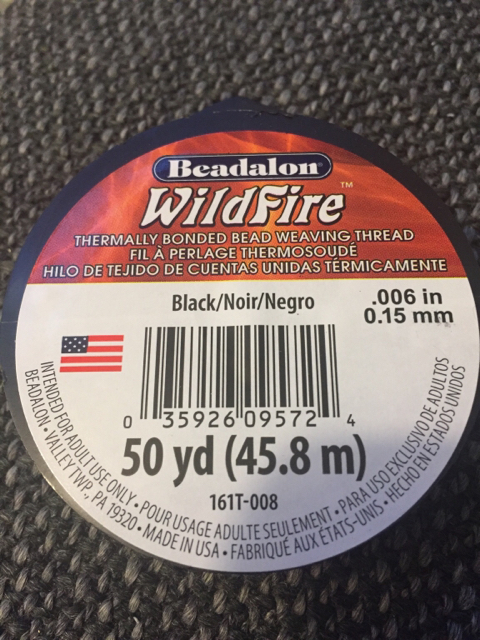 Beadalon®
WildFire™
THERMALLY BONDED BEAD WEAVING THREAD
FIL À PERLAGE THERMOSOUDÉ
HILO DE TEJIDO DE CUENTAS UNIDAS TÉRMICAMENTE
Black/Noir/Negro
.006 in
0.15 mm
0 35926 09572 4
50 yd (45.8 m)
161T-008
INTENDED FOR ADULT USE ONLY • POUR USAGE ADULTE SEULEMENT • PARA USO EXCLUSIVO DE ADULTOS
BEADALON • VALLEY TWP., PA 19320 • MADE IN USA • FABRIQUÉ AUX ÉTATS-UNIS • HECHO EN ESTADOS UNIDOS